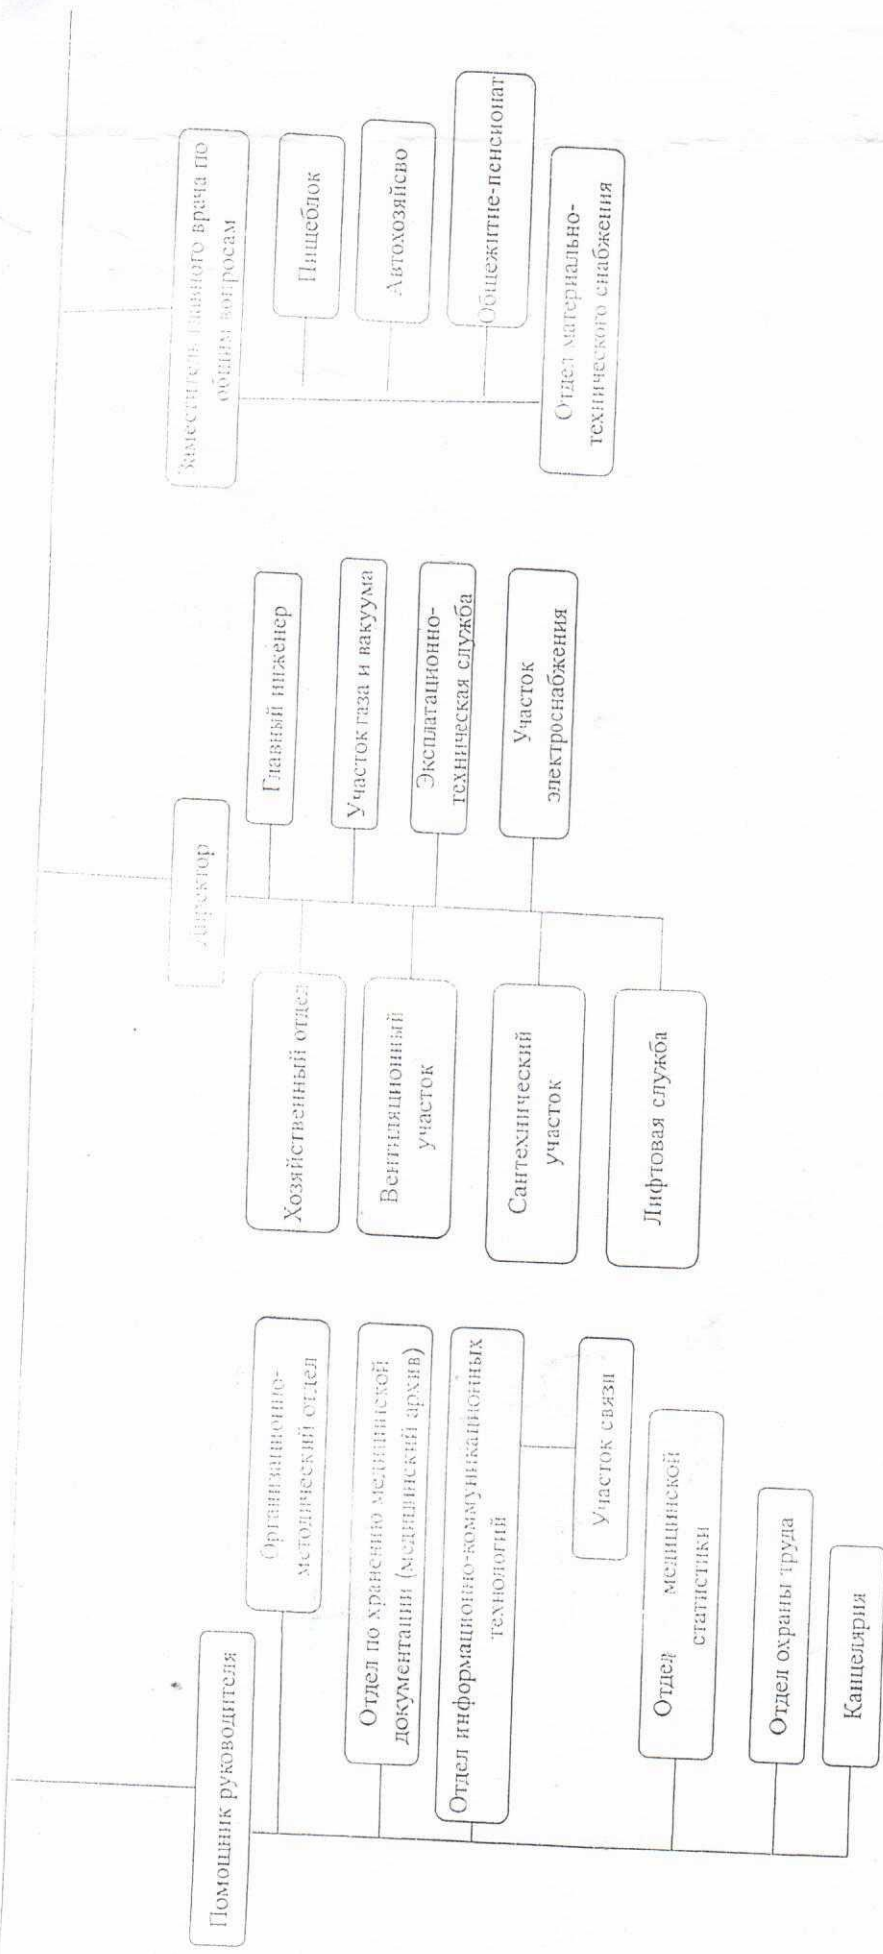 Помощник руководителя
Организационно-
методический отдел
Отдел по хранению медицинской
документации (медицинский архив)
Отдел информационно-коммуникационных
технологий
Участок связи
Отдел медицинской
статистики
Отдел охраны труда
Канцелярия
Директор
Хозяйственный отдел
Вентиляционный
участок
Сантехнический
участок
Лифтовая служба
Главный инженер
Участок газа и вакуума
Эксплатационно-
техническая служба
Участок
электроснабжения
Заместитель главного врача по
общим вопросам
Пищеблок
Автохозяйсво
Общежитие-пенсионат
Отдел материально-
технического снабжения